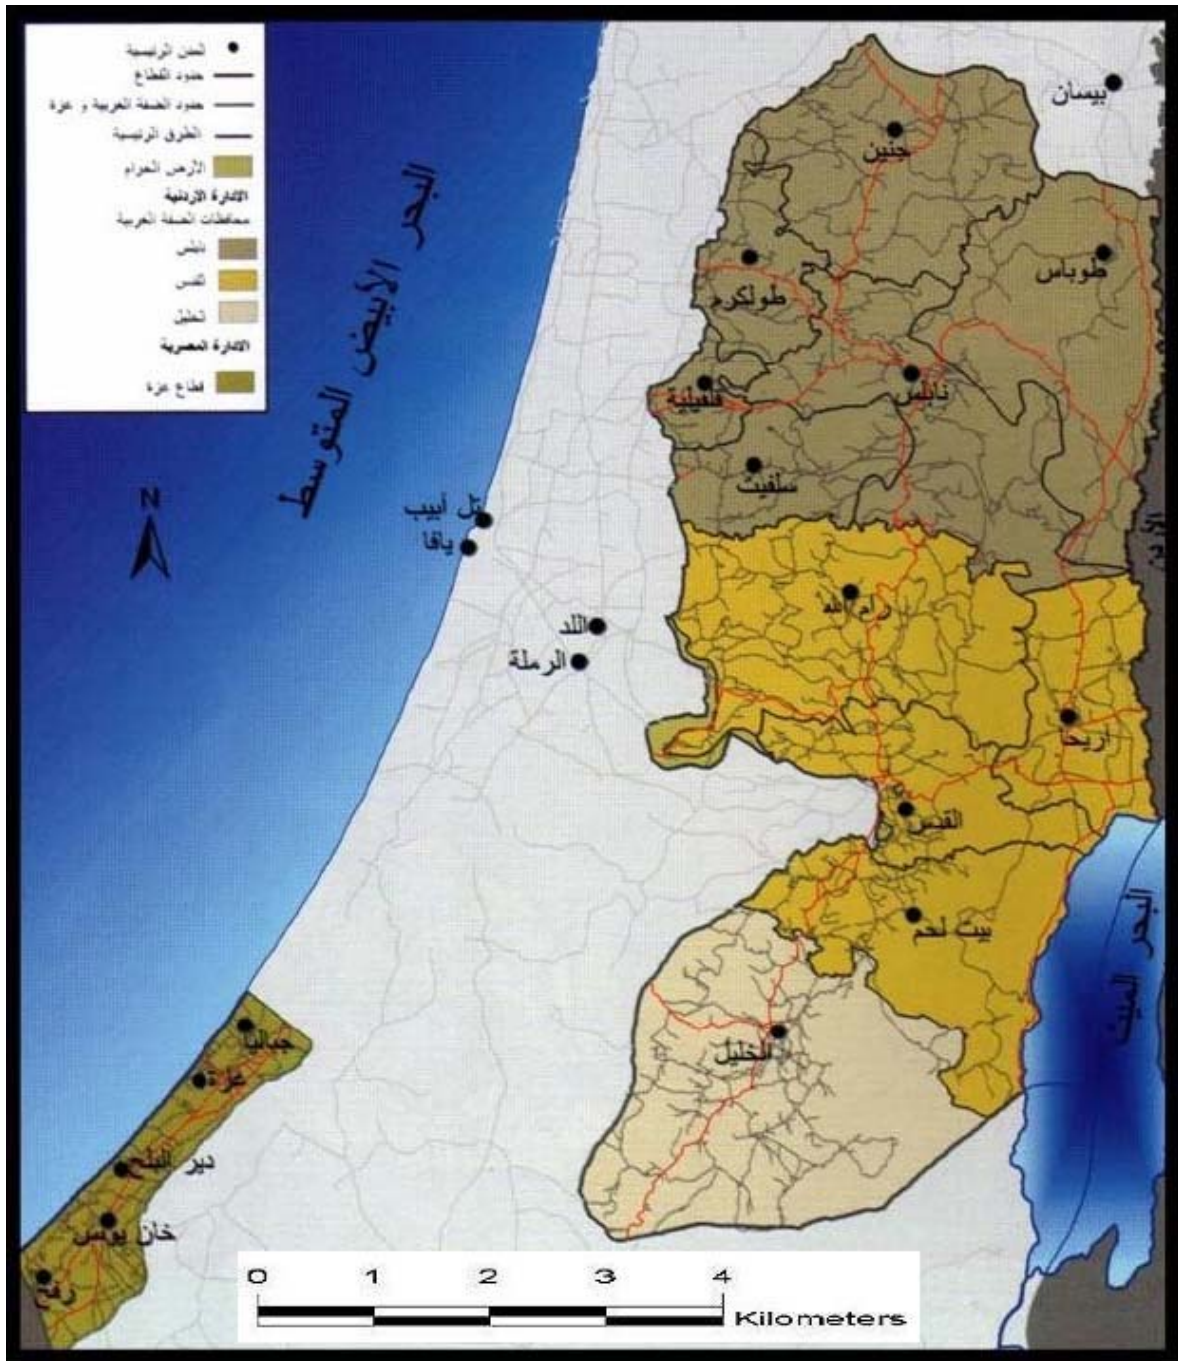 المدن الرئيسية
حدود القطاع
حدود الضفة الغربية و غزة
الطرق الرئيسية
الأرض الحرام
الادارة الاردنية
محافظات الضفة الغربية
نابلس
القدس
الخليل
الادارة المصرية
قطاع غزة
البحر الأبيض المتوسط
N
بيسان
جنين
طوباس
طولكرم
نابلس
قلقيلية
سلفيت
تل أبيب
يافا
رام الله
اللد
الرملة
اريحا
القدس
بيت لحم
البحر الميت
الخليل
جباليا
غزة
دير البلح
خان يونس
رفح
0 1 2 3 4
Kilometers